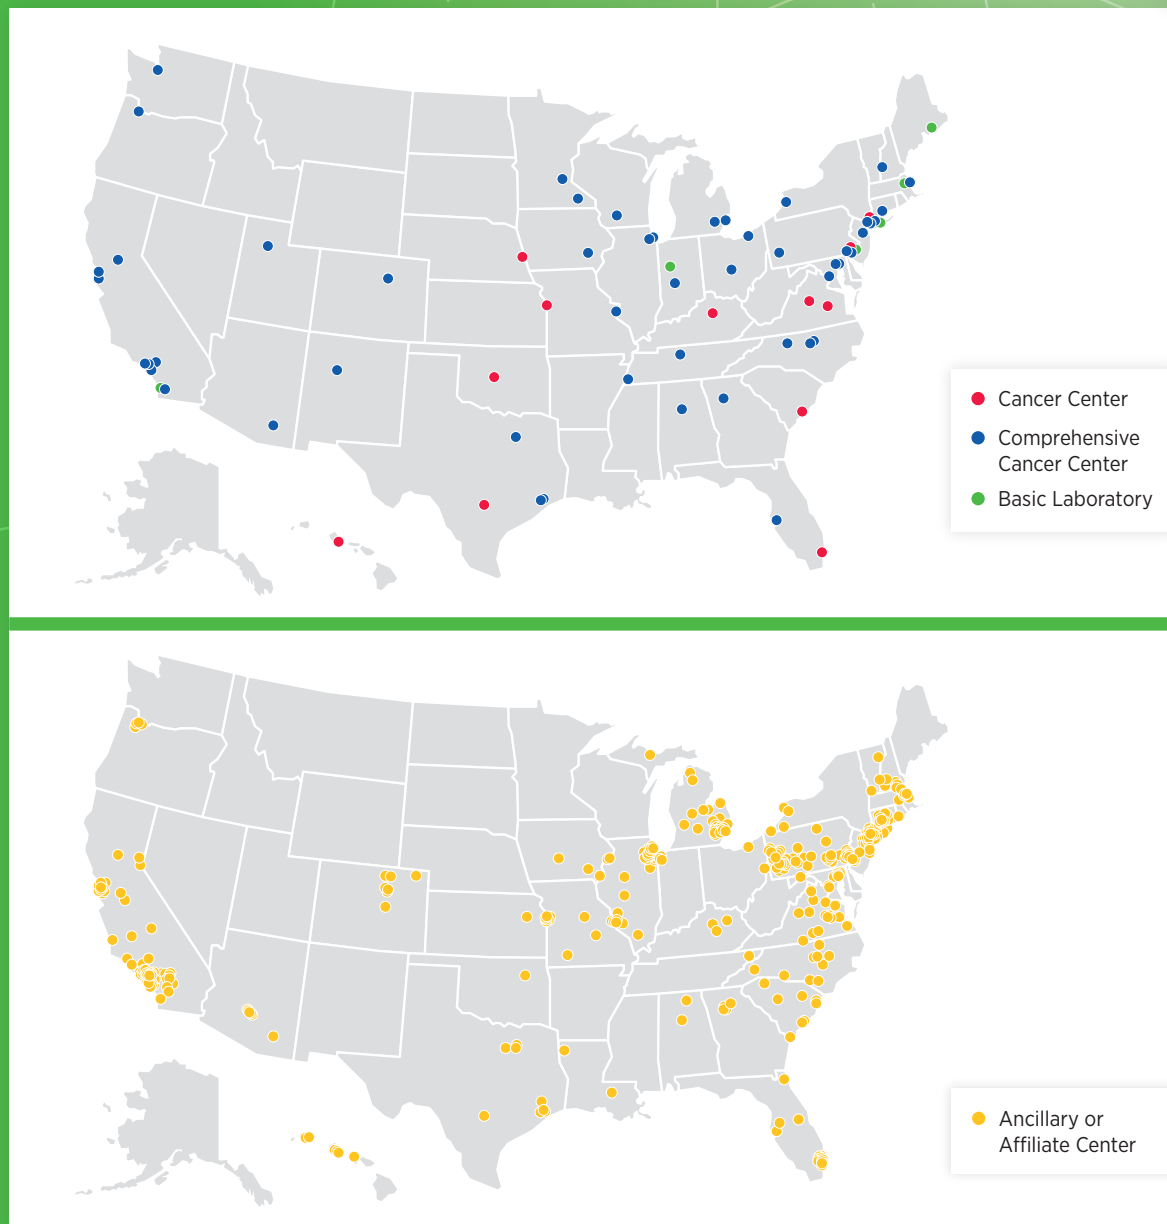 Cancer Center
Comprehensive
Cancer Center
Basic Laboratory
Ancillary or
Affiliate Center